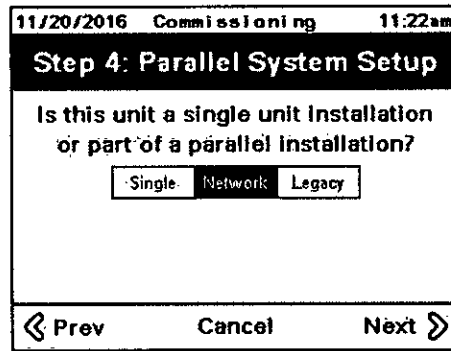 11/20/2016 Commissioning 11:22am
Step 4: Parallel System Setup
Is this unit a single unit installation
or part of a parallel installation?
Single Network Legacy
Prev Cancel Next